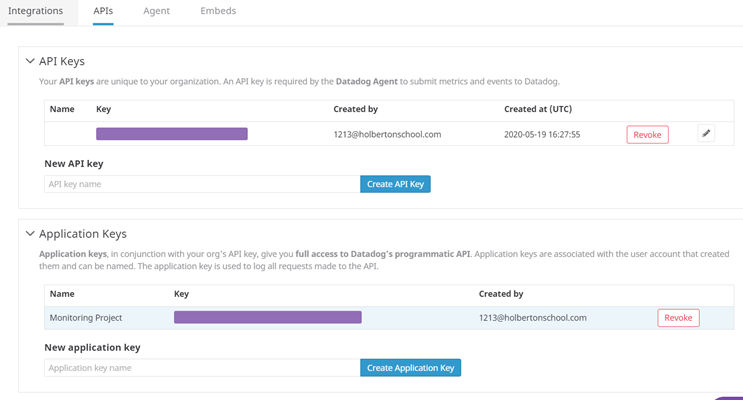 Integrations APIs Agent Embeds
API Keys
Your API keys are unique to your organization. An API key is required by the Datadog Agent to submit metrics and events to Datadog.
Name Key Created by Created at (UTC)
1213@holbertonschool.com 2020-05-19 16:27:55 Revoke
New API key
API key name Create API Key
Application Keys
Application keys, in conjunction with your org's API key, give you full access to Datadog's programmatic API. Application keys are associated with the user account that created
them and can be named. The application key is used to log all requests made to the API.
Name Key Created by
Monitoring Project 1213@holbertonschool.com Revoke
New application key
Application key name Create Application Key